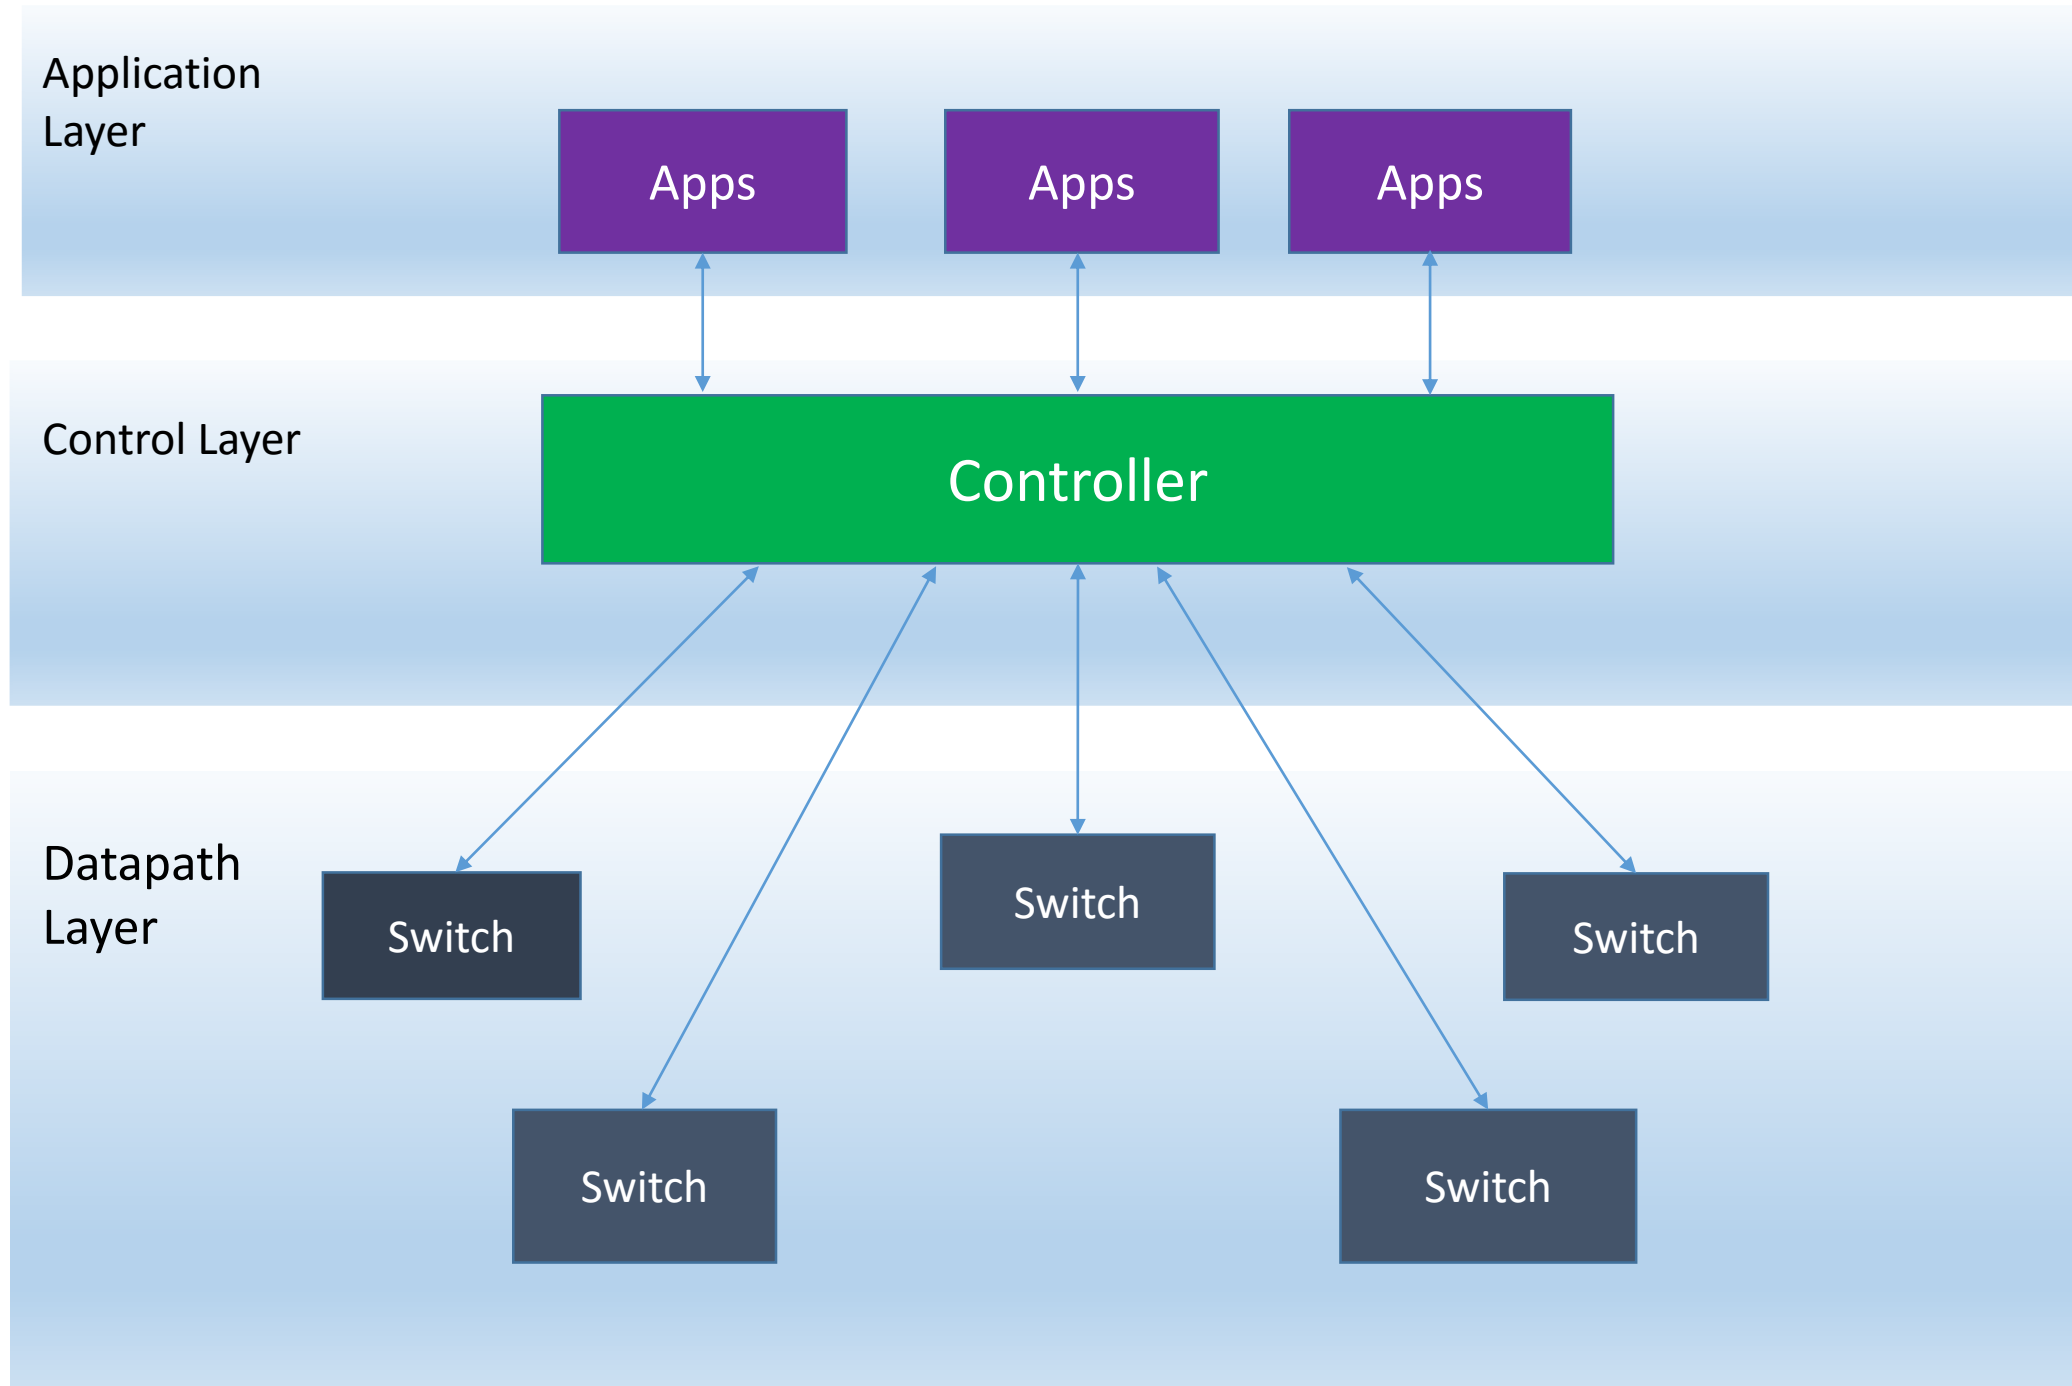 Application
Layer
Apps
Apps
Apps
Control Layer
Controller
Datapath
Layer
Switch
Switch
Switch
Switch
Switch